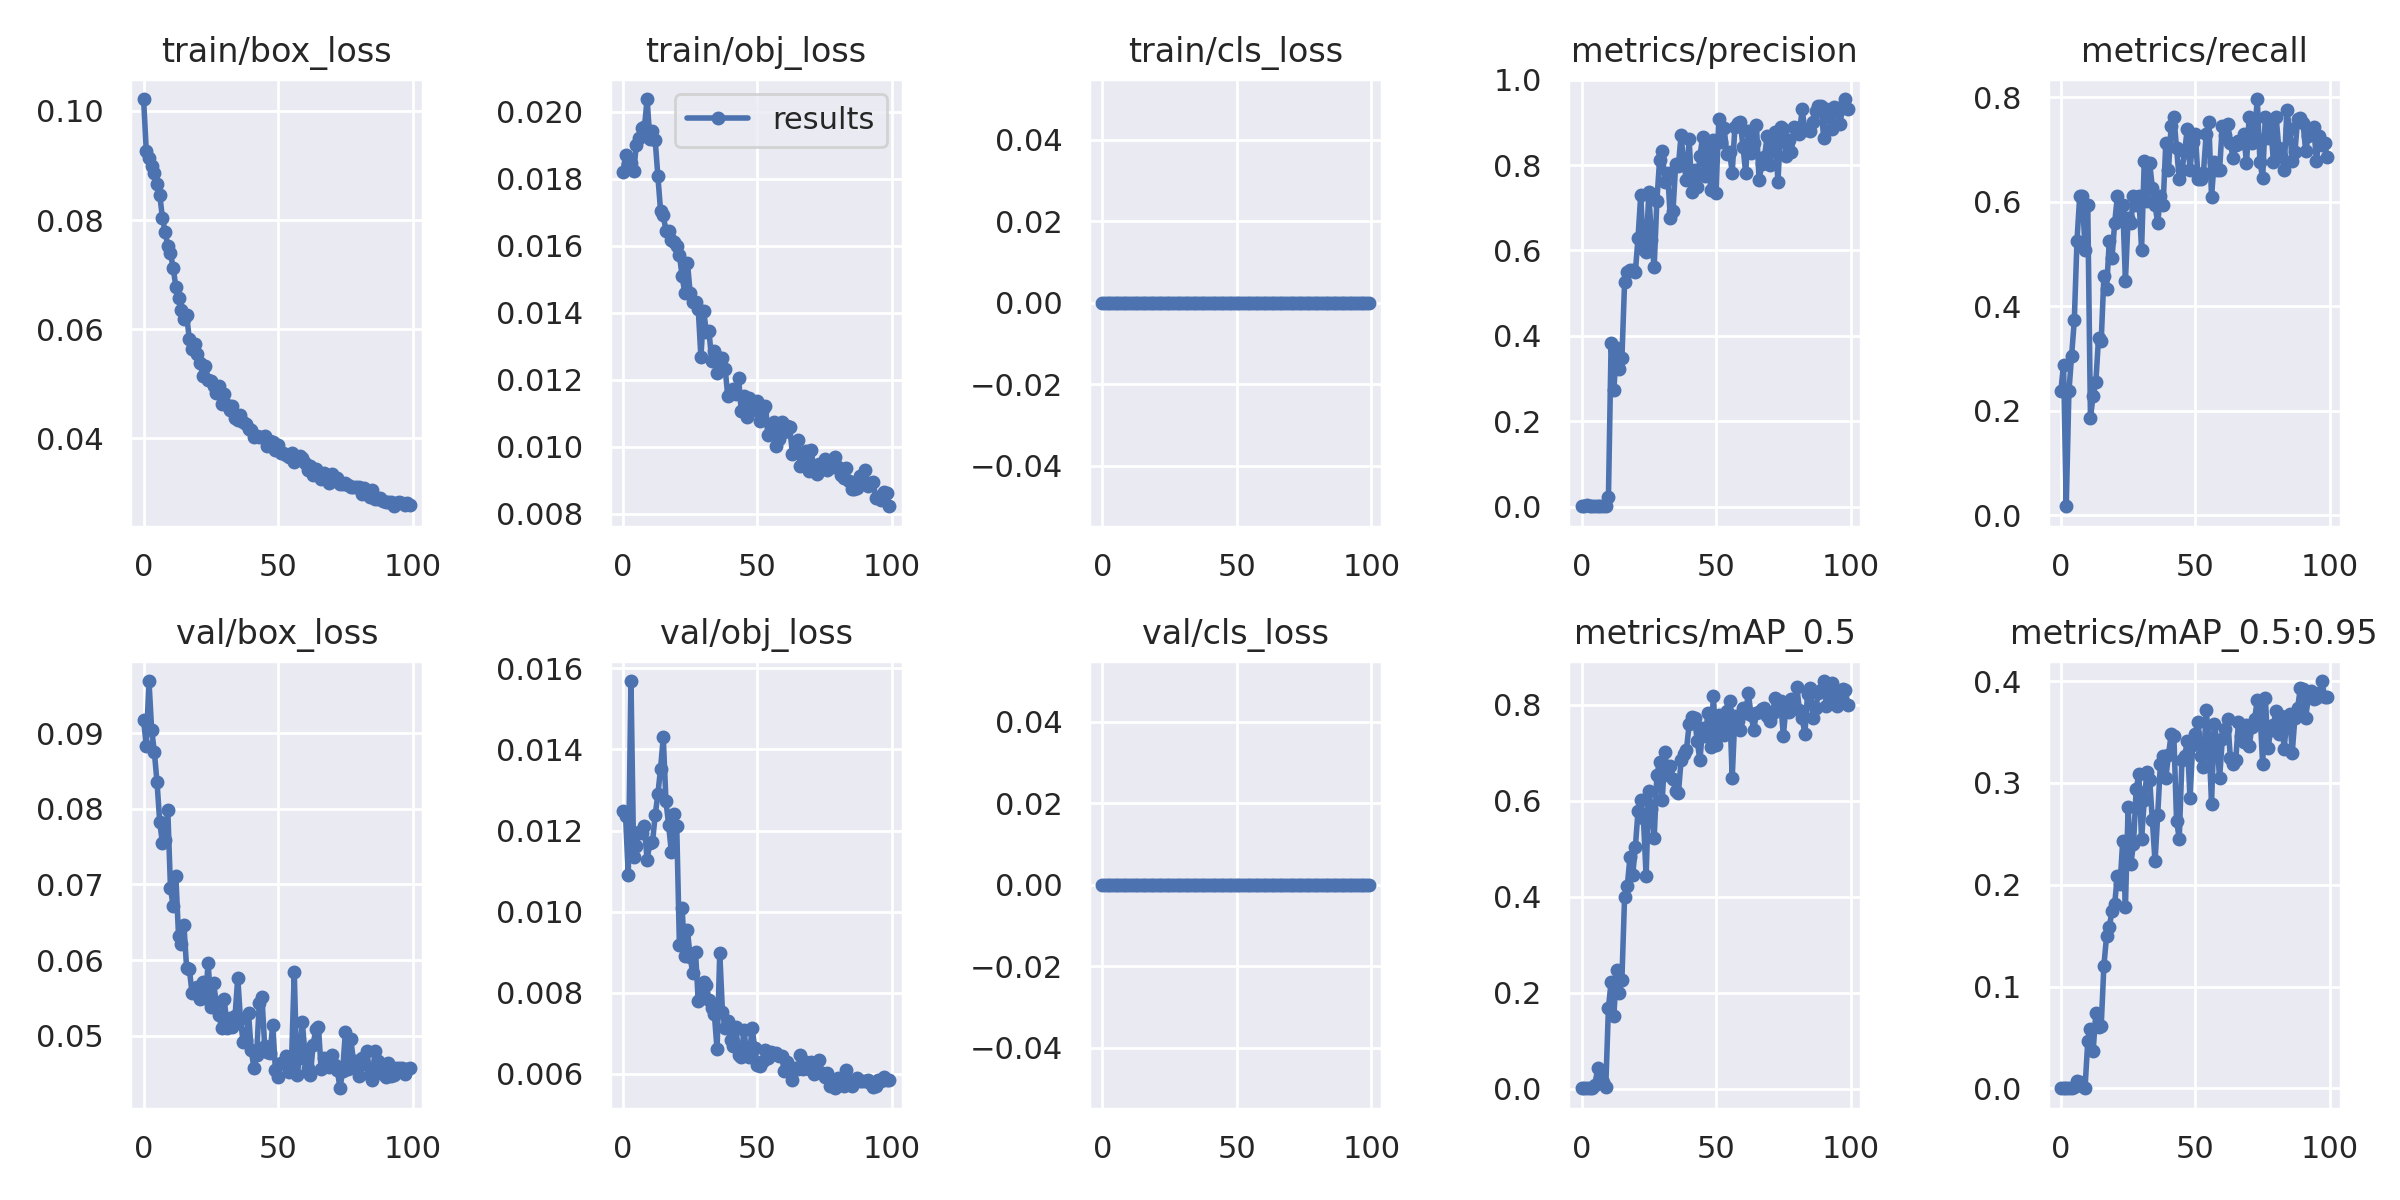 train/box_loss
0.10
0.08
0.06
0.04
0 50 100
train/obj_loss
results
0.020
0.018
0.016
0.014
0.012
0.010
0.008
0 50 100
train/cls_loss
0.04
0.02
0.00
−0.02
−0.04
0 50 100
metrics/precision
1.0
0.8
0.6
0.4
0.2
0.0
0 50 100
metrics/recall
0.8
0.6
0.4
0.2
0.0
0 50 100
val/box_loss
0.09
0.08
0.07
0.06
0.05
0 50 100
val/obj_loss
0.016
0.014
0.012
0.010
0.008
0.006
0 50 100
val/cls_loss
0.04
0.02
0.00
−0.02
−0.04
0 50 100
metrics/mAP_0.5
0.8
0.6
0.4
0.2
0.0
0 50 100
metrics/mAP_0.5:0.95
0.4
0.3
0.2
0.1
0.0
0 50 100